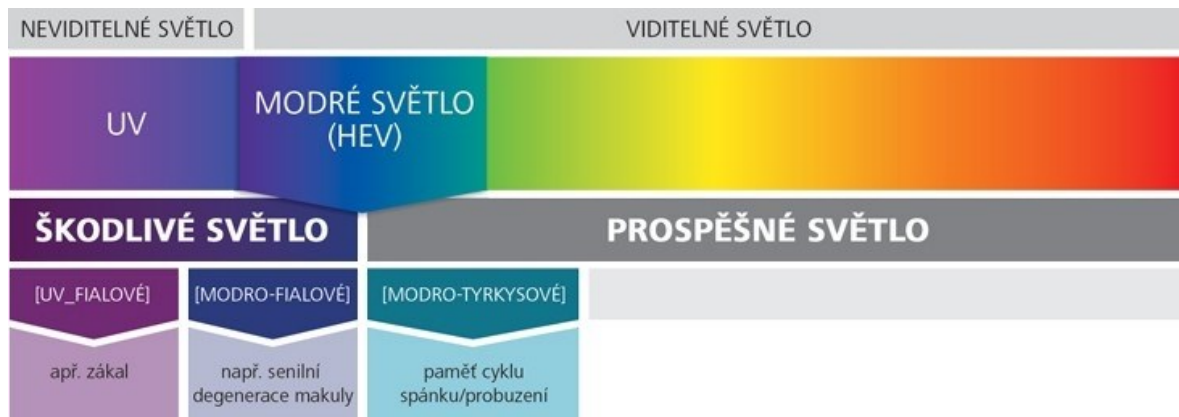 NEVIDITELNÉ SVĚTLO
VIDITELNÉ SVĚTLO
UV
MODRÉ SVĚTLO
(HEV)
ŠKODLIVÉ SVĚTLO
PROSPĚŠNÉ SVĚTLO
[UV_FIALOVÉ]
[MODRO-FIALOVÉ]
[MODRO-TYRKYSOVÉ]
apř. zákal
např. senilní
degenerace makuly
paměť cyklu
spánku/probuzení